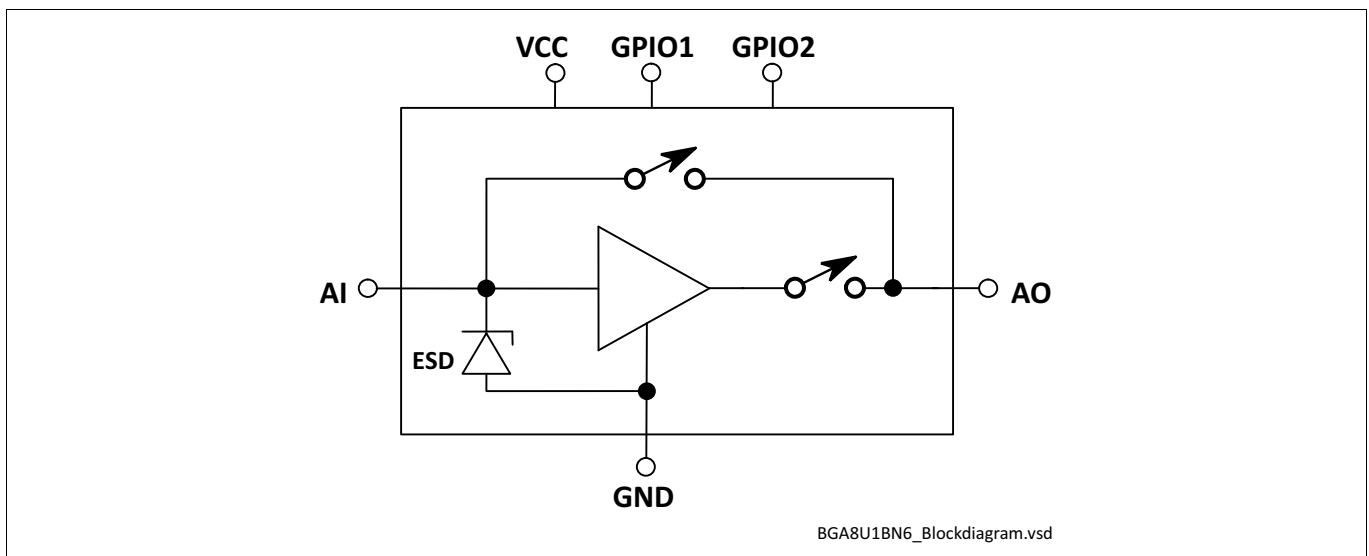 VCC GPIO1 GPIO2
AI
AO
ESD
GND
BGA8U1BN6_Blockdiagram.vsd